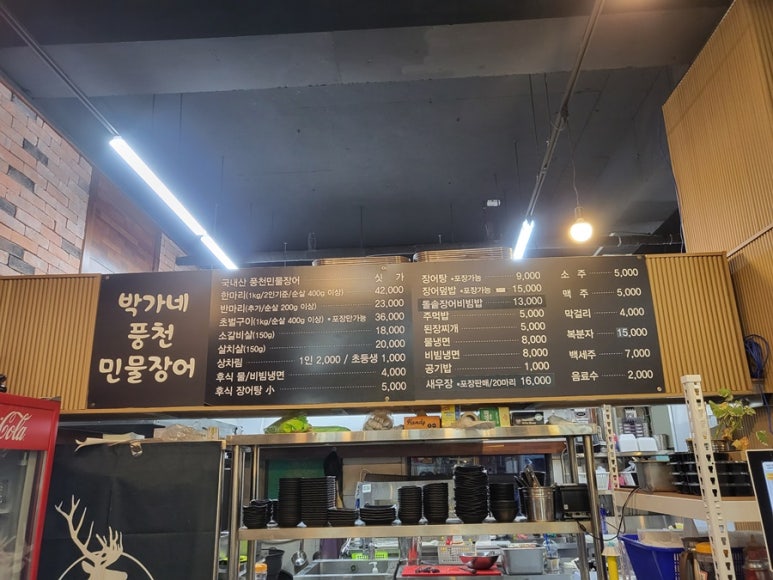 박가네
풍천
민물장어
국내산 풍천민물장어 싯 가
한마리(1kg/2인기준/순살 400g 이상) 42,000
반마리(추가/순살 200g 이상) 23,000
초벌구이(1kg/순살 400g 이상) *포장만가능 36,000
소갈비살(150g) 18,000
살치살(150g) 20,000
상차림 1인 2,000 / 초등생 1,000
후식 물/비빔냉면 4,000
후식 장어탕 小 5,000
장어탕 *포장가능 9,000
장어덮밥 *포장가능 15,000
돌솥장어비빔밥 13,000
주먹밥 5,000
된장찌개 5,000
물냉면 8,000
비빔냉면 8,000
공기밥 1,000
새우장 *포장판매/20마리 16,000
소 주 5,000
맥 주 5,000
막걸리 4,000
복분자 15,000
백세주 7,000
음료수 2,000
Cola